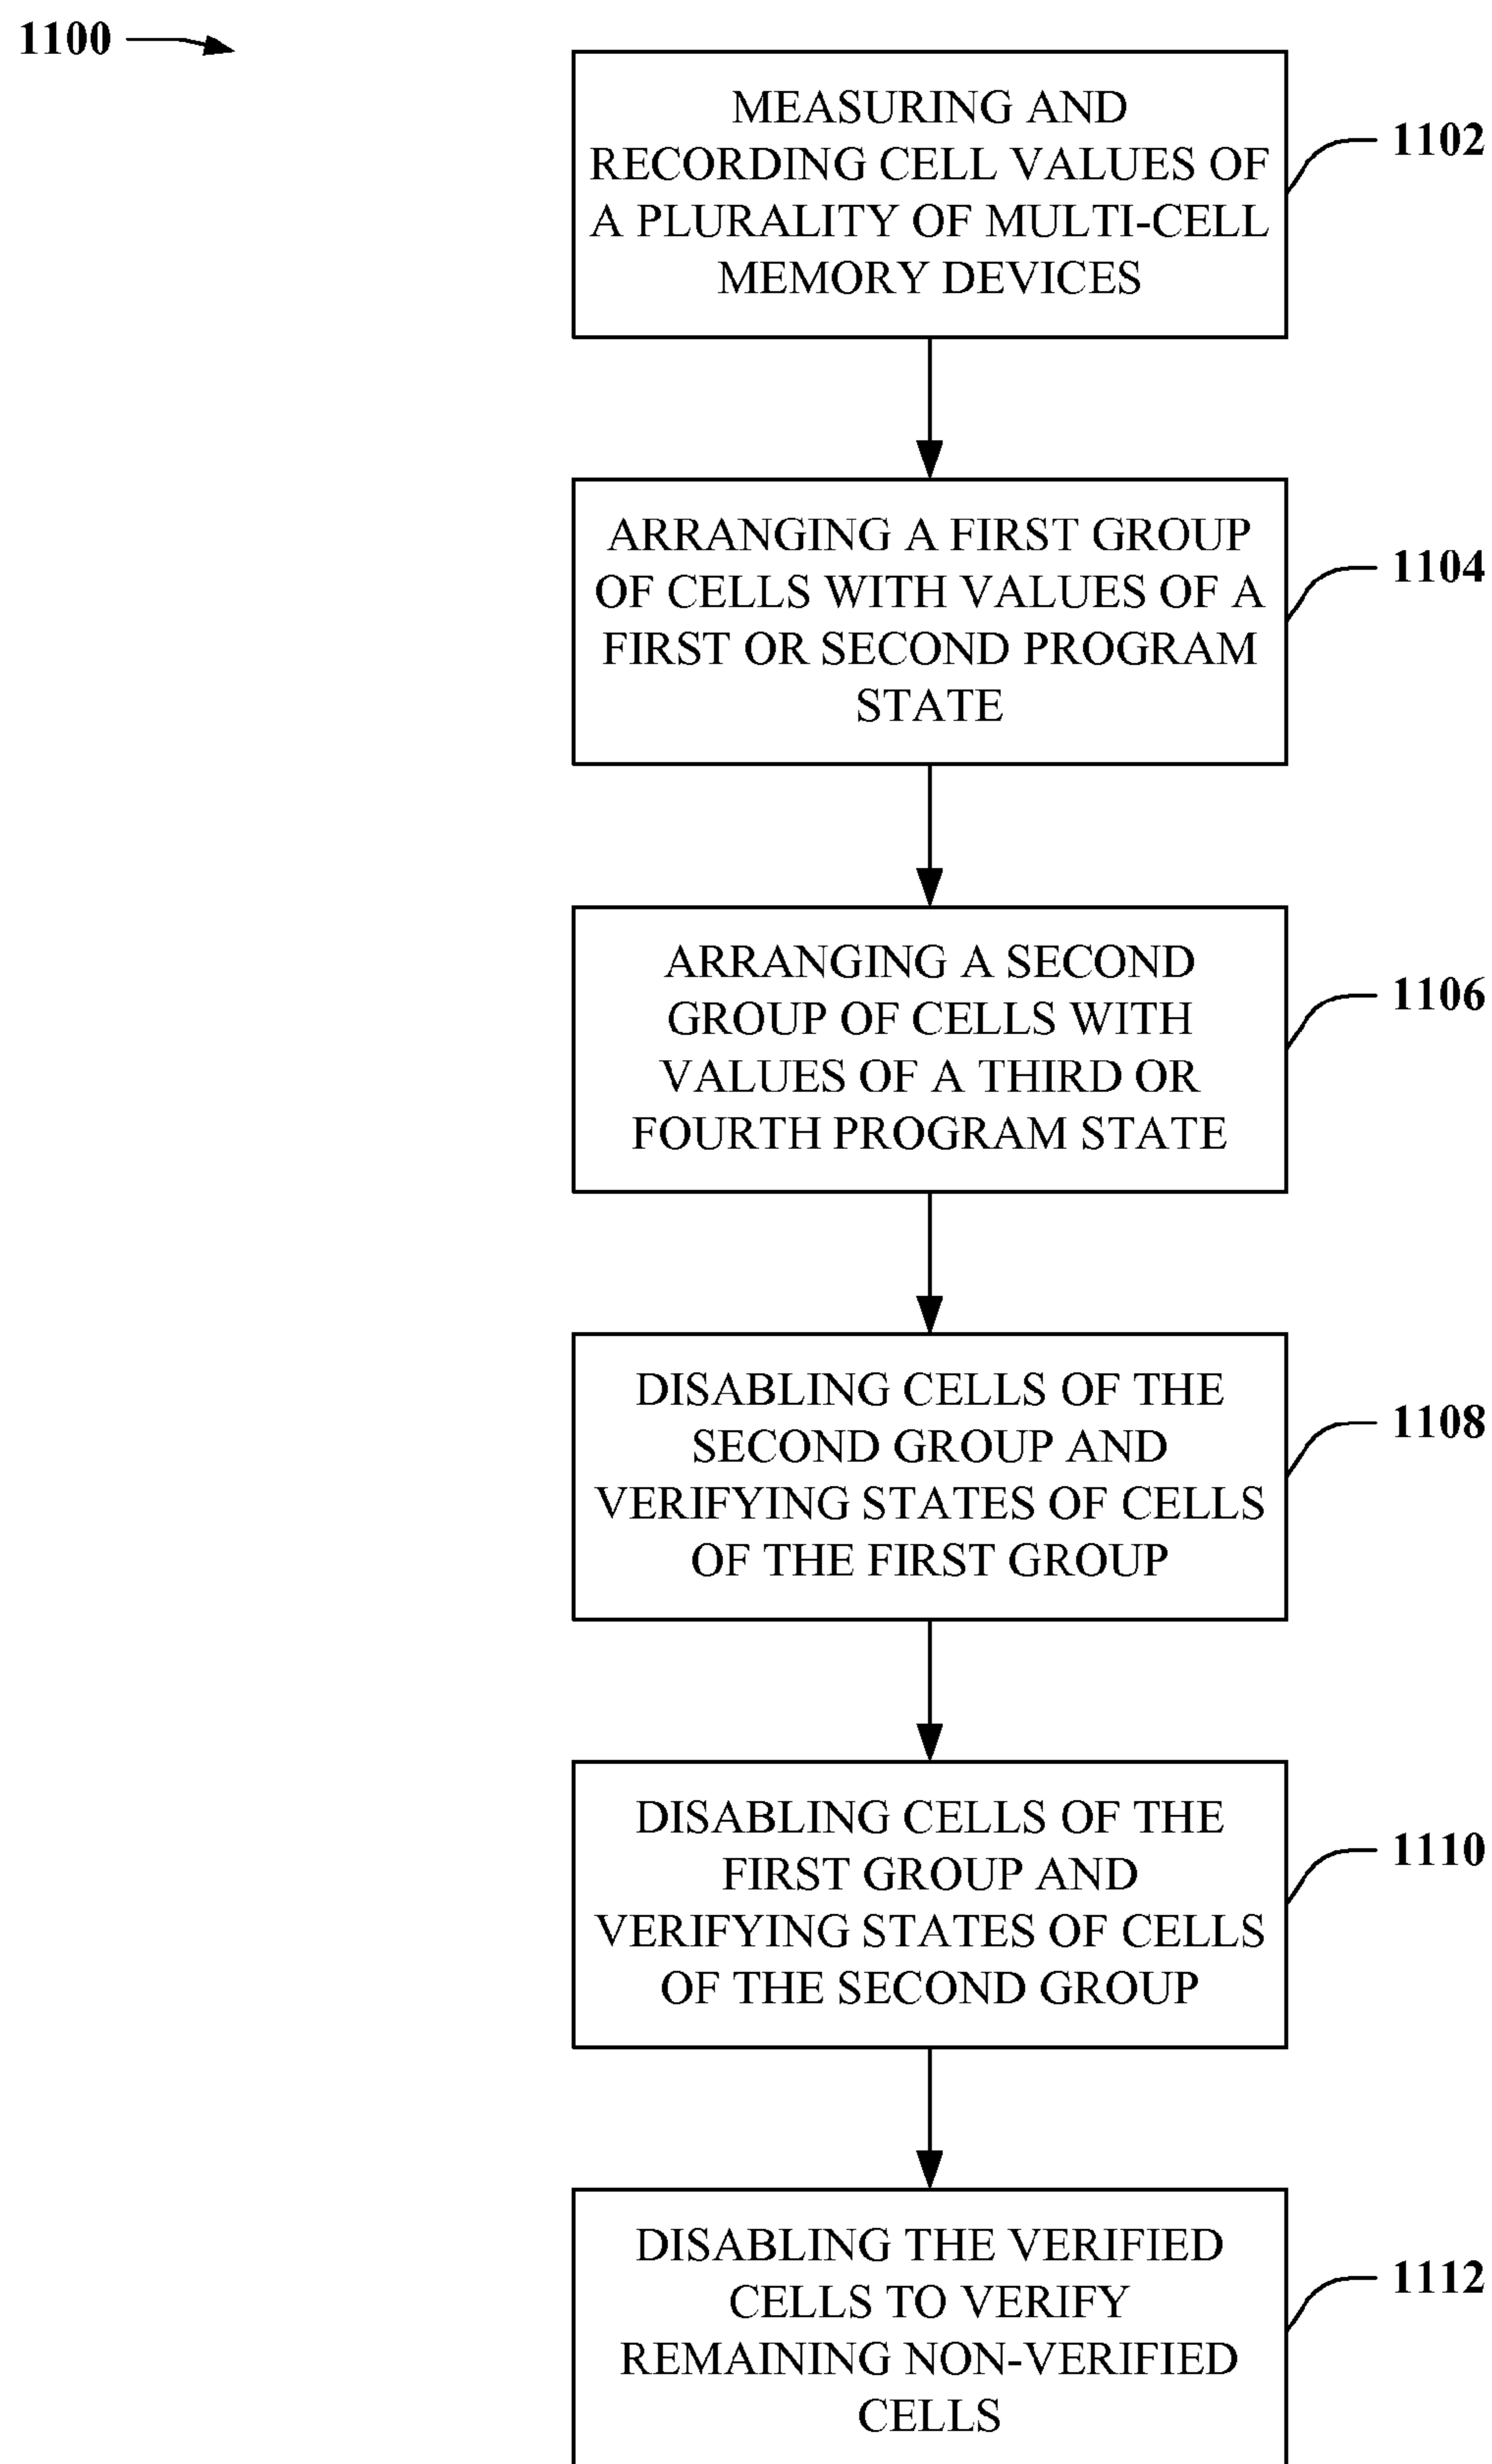 1100
MEASURING AND
RECORDING CELL VALUES OF
A PLURALITY OF MULTI-CELL
MEMORY DEVICES
1102
ARRANGING A FIRST GROUP
OF CELLS WITH VALUES OF A
FIRST OR SECOND PROGRAM
STATE
1104
ARRANGING A SECOND
GROUP OF CELLS WITH
VALUES OF A THIRD OR
FOURTH PROGRAM STATE
1106
DISABLING CELLS OF THE
SECOND GROUP AND
VERIFYING STATES OF CELLS
OF THE FIRST GROUP
1108
DISABLING CELLS OF THE
FIRST GROUP AND
VERIFYING STATES OF CELLS
OF THE SECOND GROUP
1110
DISABLING THE VERIFIED
CELLS TO VERIFY
REMAINING NON-VERIFIED
CELLS
1112